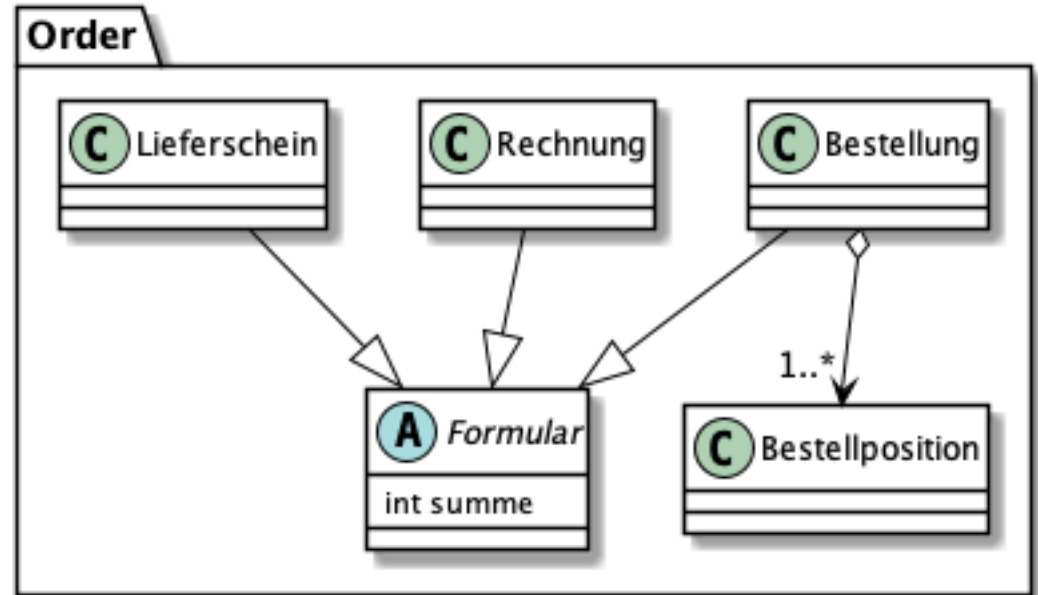 Order
C Lieferschein
C Rechnung
C Bestellung
1..*
A Formular
int summe
C Bestellposition